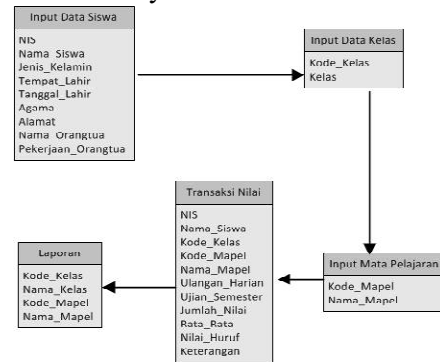 Input Data Siswa
NIS
Nama_Siswa
Jenis_Kelamin
Tempat_Lahir
Tanggal_Lahir
Agama
Alamat
Nama_Orangtua
Pekerjaan_Orangtua
Input Data Kelas
Kode_Kelas
Kelas
Transaksi Nilai
NIS
Nama_Siswa
Kode_Kelas
Kode_Mapel
Nama_Mapel
Ulangan_Harian
Ujian_Semester
Jumlah_Nilai
Rata_Rata
Nilai_Huruf
Keterangan
Input Mata Pelajaran
Kode_Mapel
Nama_Mapel
Laporan
Kode_Kelas
Nama_Kelas
Kode_Mapel
Nama_Mapel